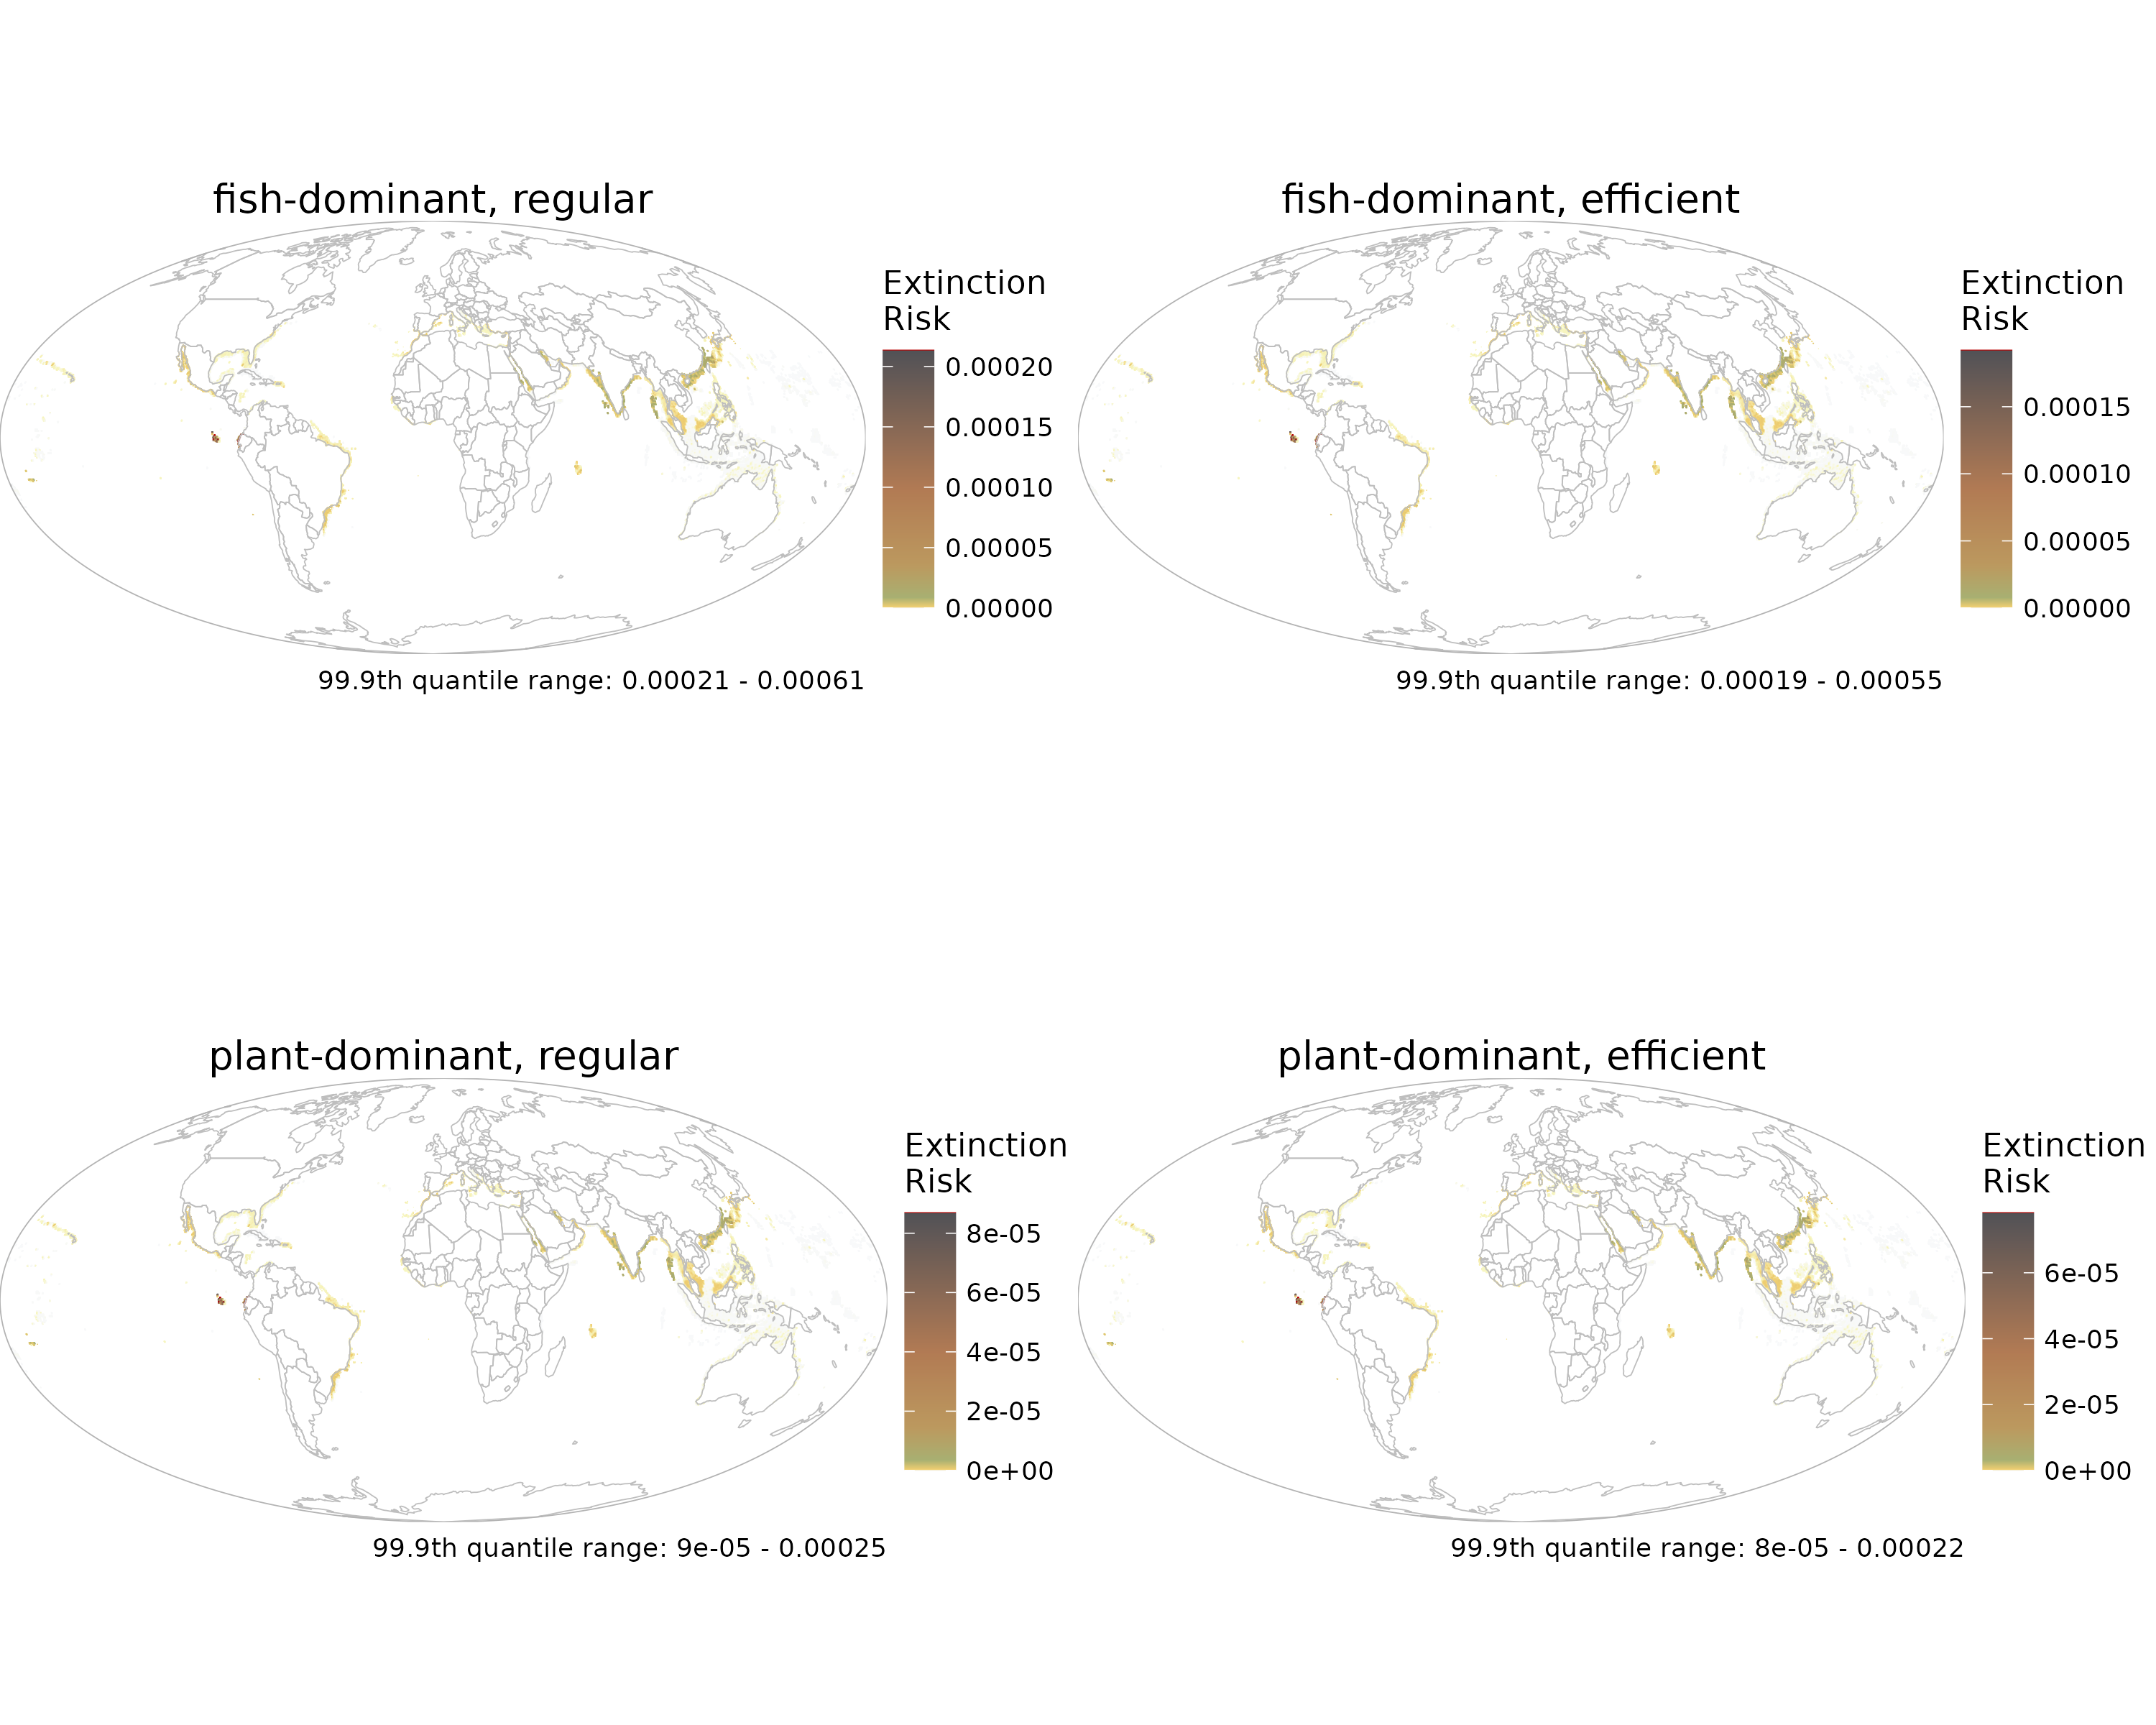 fish-dominant, regular
Extinction
Risk
0.00020
0.00015
0.00010
0.00005
0.00000
99.9th quantile range: 0.00021 - 0.00061
fish-dominant, efficient
Extinction
Risk
0.00015
0.00010
0.00005
0.00000
99.9th quantile range: 0.00019 - 0.00055
plant-dominant, regular
Extinction
Risk
8e-05
6e-05
4e-05
2e-05
0e+00
99.9th quantile range: 9e-05 - 0.00025
plant-dominant, efficient
Extinction
Risk
6e-05
4e-05
2e-05
0e+00
99.9th quantile range: 8e-05 - 0.00022